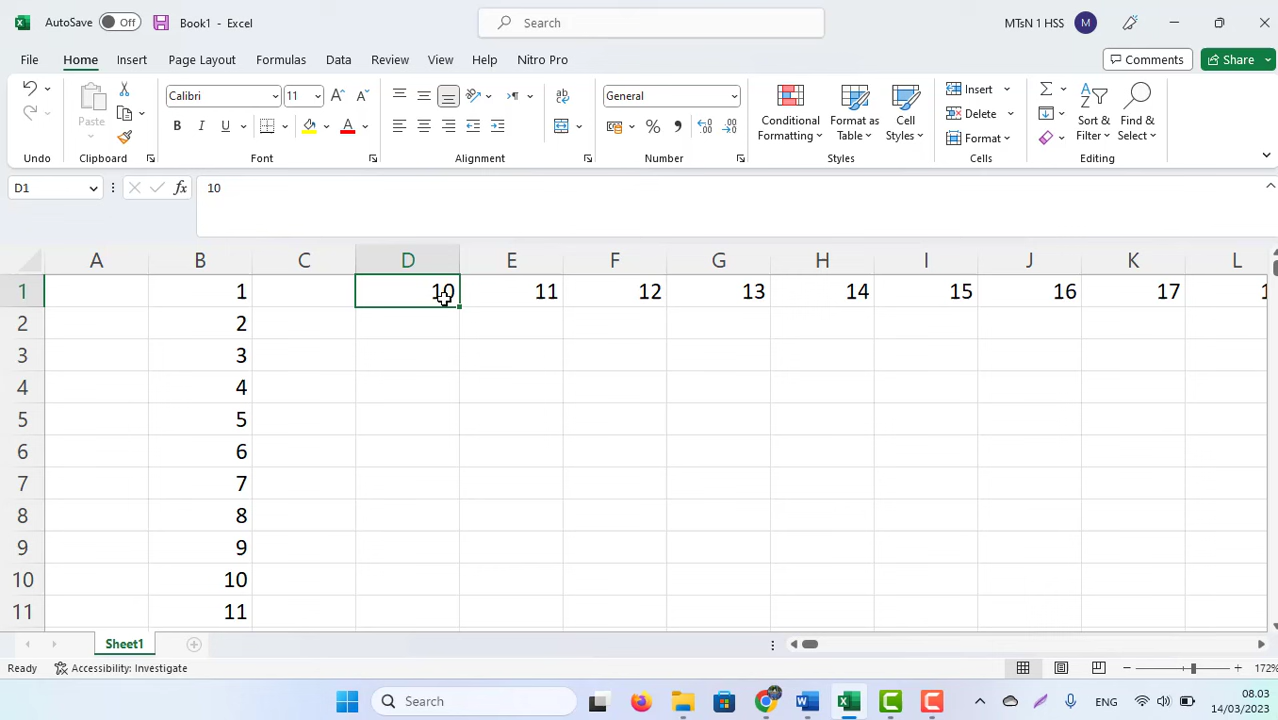 AutoSave Off Book1 - Excel Search MTsN 1 HSS M
File Home Insert Page Layout Formulas Data Review View Help Nitro Pro Comments Share
Paste Calibri 11 B I U A ab General % Conditional Formatting Format as Table Cell Styles Insert Delete Format Sort & Filter Find & Select
Undo Clipboard Font Alignment Number Styles Cells Editing
D1 fx 10
A B C D E F G H I J K L
1 1 10 11 12 13 14 15 16 17
2 2
3 3
4 4
5 5
6 6
7 7
8 8
9 9
10 10
11 11
Sheet1
Ready Accessibility: Investigate 172%
Search ENG 08.03
14/03/2023